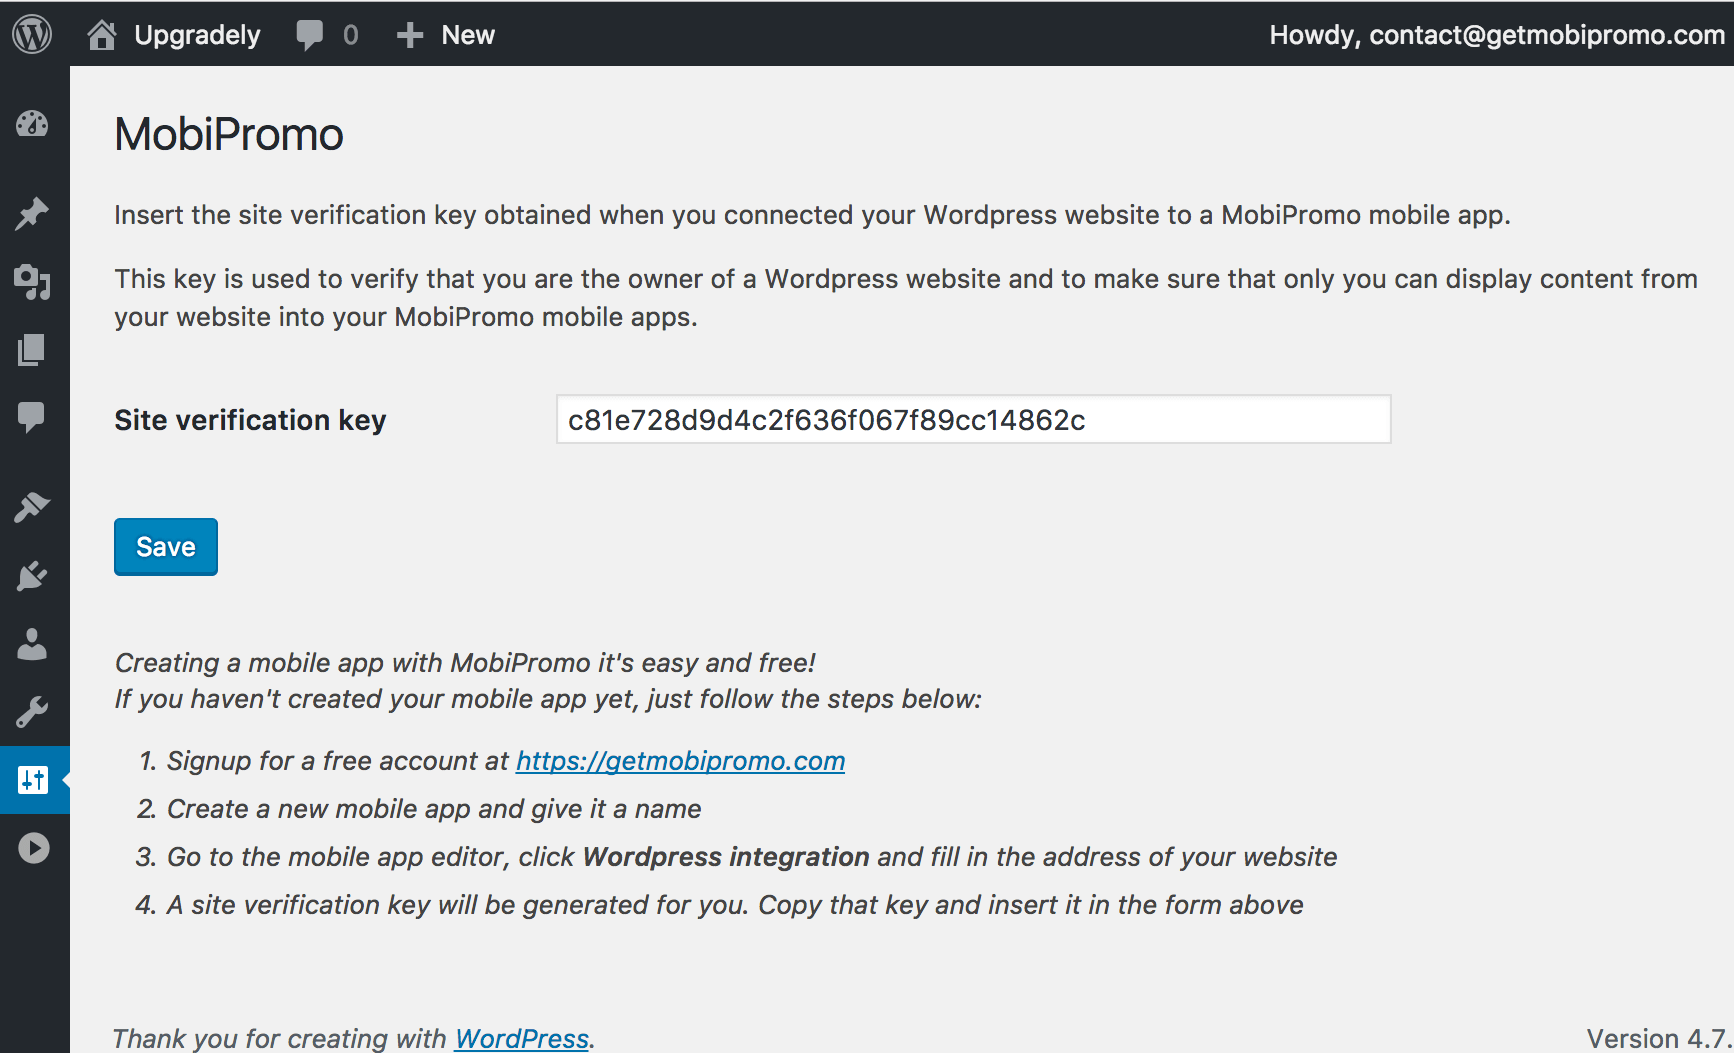 Upgradely 0 New Howdy, contact@getmobipromo.com
MobiPromo
Insert the site verification key obtained when you connected your Wordpress website to a MobiPromo mobile app.
This key is used to verify that you are the owner of a Wordpress website and to make sure that only you can display content from
your website into your MobiPromo mobile apps.
Site verification key c81e728d9d4c2f636f067f89cc14862c
Save
Creating a mobile app with MobiPromo it's easy and free!
If you haven't created your mobile app yet, just follow the steps below:
1. Signup for a free account at https://getmobipromo.com
2. Create a new mobile app and give it a name
3. Go to the mobile app editor, click Wordpress integration and fill in the address of your website
4. A site verification key will be generated for you. Copy that key and insert it in the form above
Thank you for creating with WordPress. Version 4.7.